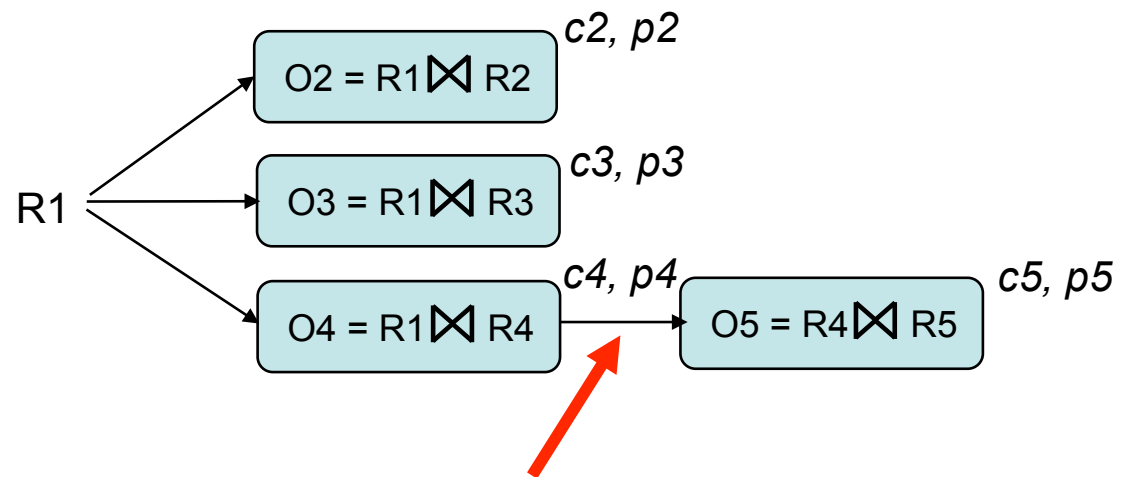 c2, p2
O2 = R1 ⋈ R2
c3, p3
R1
O3 = R1 ⋈ R3
c4, p4
c5, p5
O4 = R1 ⋈ R4
O5 = R4 ⋈ R5